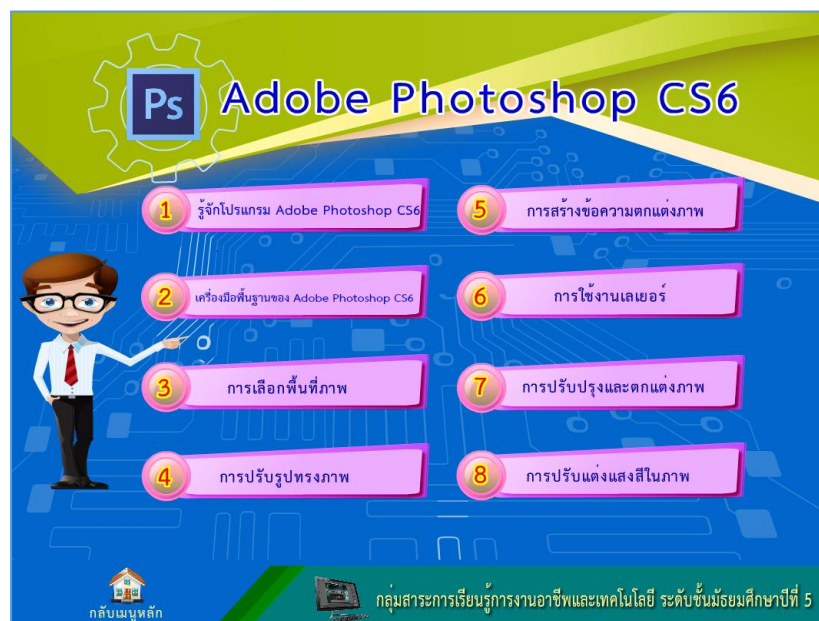 Ps
Adobe Photoshop CS6
1 รู้จักโปรแกรม Adobe Photoshop CS6
2 เครื่องมือพื้นฐานของ Adobe Photoshop CS6
3 การเลือกพื้นที่ภาพ
4 การปรับรูปทรงภาพ
5 การสร้างข้อความตกแต่งภาพ
6 การใช้งานเลเยอร์
7 การปรับปรุงและตกแต่งภาพ
8 การปรับแต่งแสงสีในภาพ
กลับเมนูหลัก
กลุ่มสาระการเรียนรู้การงานอาชีพและเทคโนโลยี ระดับชั้นมัธยมศึกษาปีที่ 5